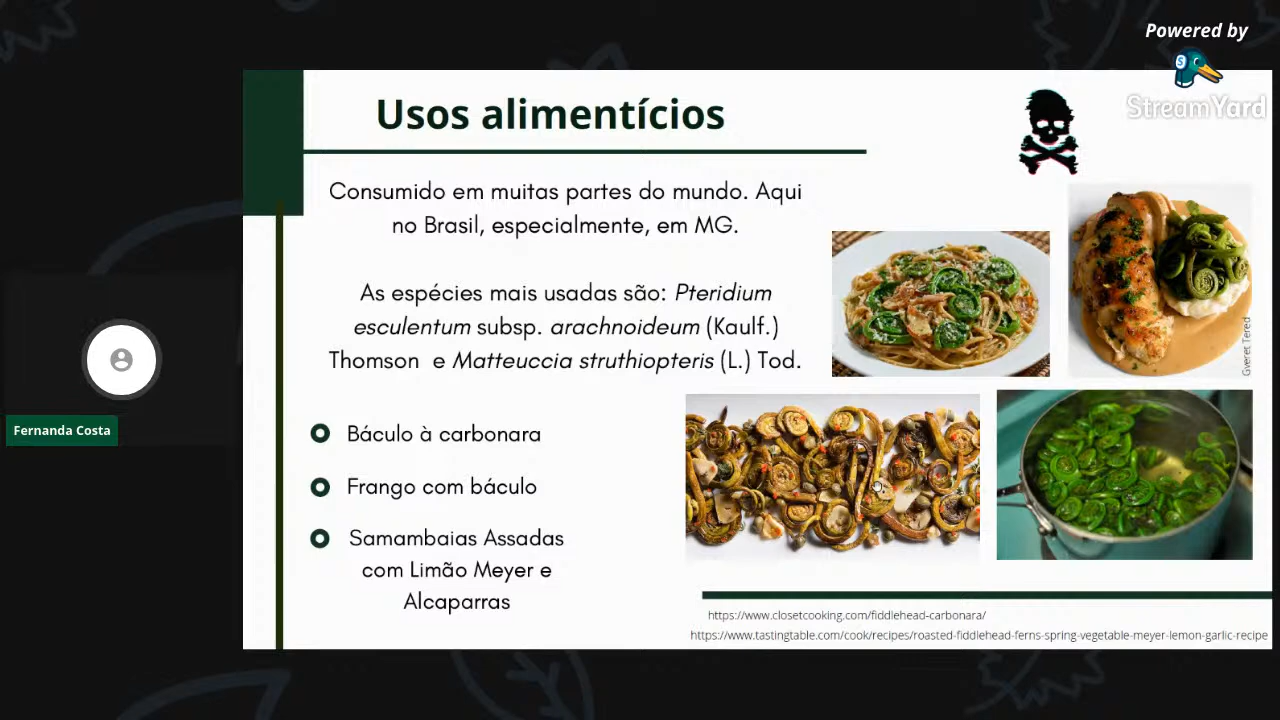 Powered by
StreamYard
Usos alimentícios
Consumido em muitas partes do mundo. Aqui
no Brasil, especialmente, em MG.
As espécies mais usadas são: Pteridium
esculentum subsp. arachnoideum (Kaulf.)
Thomson e Matteuccia struthiopteris (L.) Tod.
Báculo à carbonara
Frango com báculo
Samambaias Assadas
com Limão Meyer e
Alcaparras
Gveret Tered
Fernanda Costa
https://www.closetcooking.com/fiddlehead-carbonara/
https://www.tastingtable.com/cook/recipes/roasted-fiddlehead-ferns-spring-vegetable-meyer-lemon-garlic-recipe